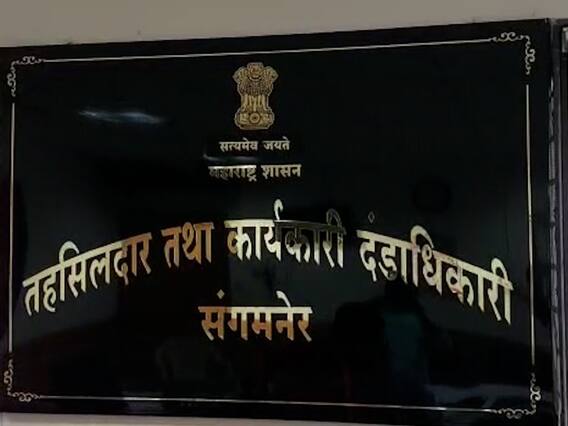 सत्यमेव जयते
महाराष्ट्र शासन
तहसिलदार तथा कार्यकारी दंडाधिकारी
संगमनेर